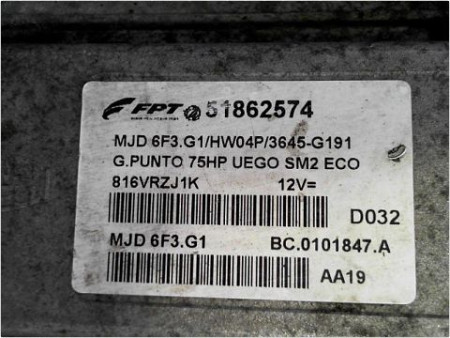 FPT 51862574
MJD 6F3.G1/HW04P/3645-G191
G.PUNTO 75HP UEGO SM2 ECO
816VRZJ1K 12V=
D032
MJD 6F3.G1 BC.0101847.A
AA19